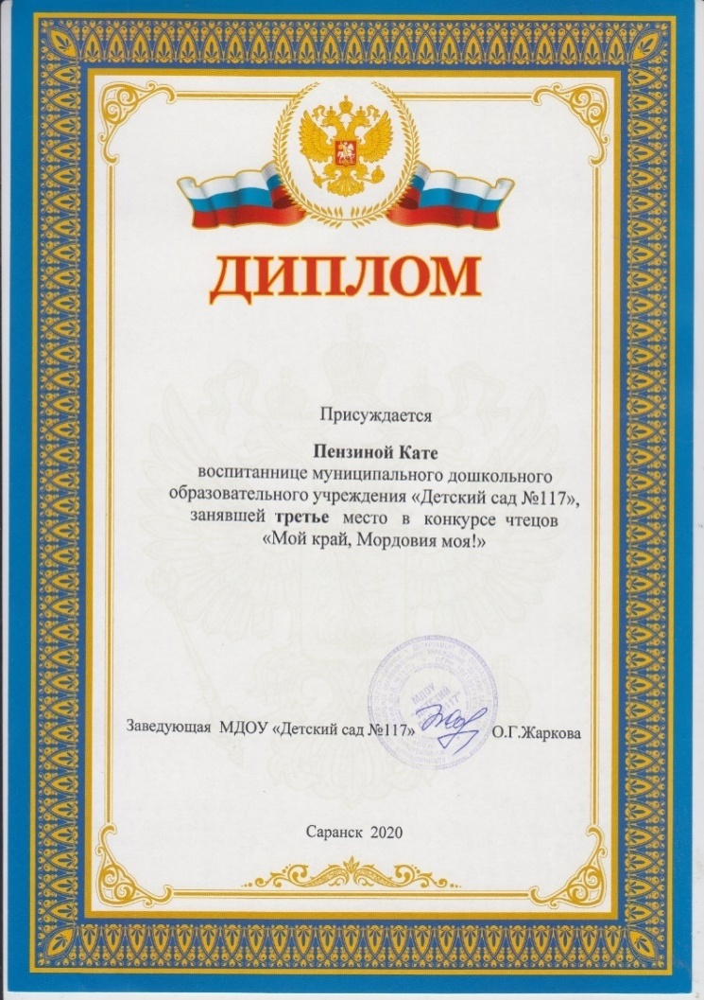 ДИПЛОМ
Присуждается
Пензиной Кате
воспитаннице муниципального дошкольного
образовательного учреждения «Детский сад №117»,
занявшей третье место в конкурсе чтецов
«Мой край, Мордовия моя!»
МДОУ
Заведующая МДОУ «Детский сад №117» О.Г.Жаркова
Саранск 2020